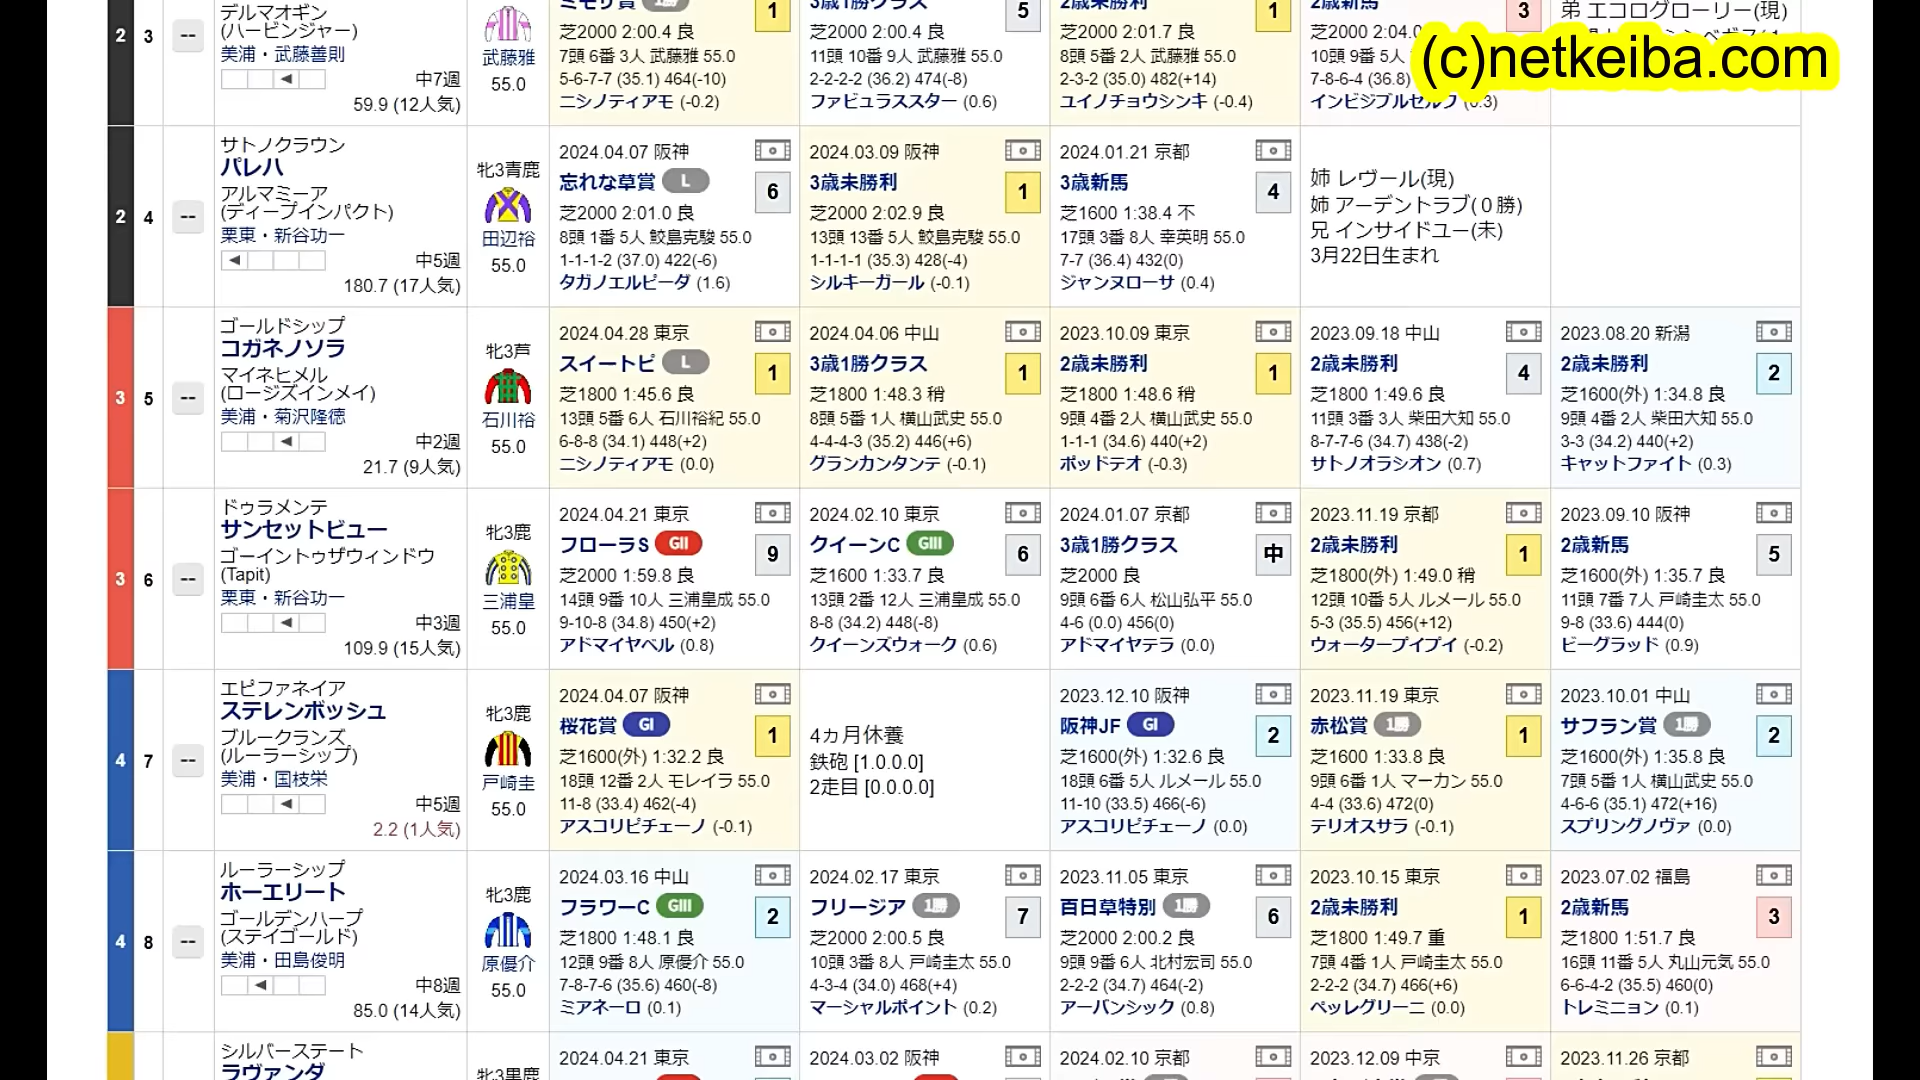 デルマオギン
(ハービンジャー)
美浦・武藤善則
中7週
59.9 (12人気)
2 3 --
武藤雅
55.0
ミモザ賞 1勝 1
芝2000 2:00.4 良
7頭 6番 3人 武藤雅 55.0
5-6-7-7 (35.1) 464(-10)
ニシノティアモ (-0.2)
3歳1勝クラス 5
芝2000 2:00.4 良
11頭 10番 9人 武藤雅 55.0
2-2-2-2 (36.2) 474(-8)
ファビュラススター (0.6)
2歳未勝利 1
芝2000 2:01.7 良
8頭 5番 2人 武藤雅 55.0
2-3-2 (35.0) 482(+14)
ユイノチョウシンキ (-0.4)
2歳新馬 3
芝2000 2:04.0
10頭 9番 5人
7-8-6-4 (36.8)
インビジブルセルフ (0.3)
弟 エコログローリー(現)
(c)netkeiba.com
2 4 --
サトノクラウン
パレハ
アルマミーア
(ディープインパクト)
栗東・新谷功一
中5週
180.7 (17人気)
牝3青鹿
田辺裕
55.0
2024.04.07 阪神
忘れな草賞 L 6
芝2000 2:01.0 良
8頭 1番 5人 鮫島克駿 55.0
1-1-1-2 (37.0) 422(-6)
タガノエルピーダ (1.6)
2024.03.09 阪神
3歳未勝利 1
芝2000 2:02.9 良
13頭 13番 5人 鮫島克駿 55.0
1-1-1-1 (35.3) 428(-4)
シルキーガール (-0.1)
2024.01.21 京都
3歳新馬 4
芝1600 1:38.4 不
17頭 3番 8人 幸英明 55.0
7-7 (36.4) 432(0)
ジャンヌローサ (0.4)
姉 レヴール(現)
姉 アーデントラブ(０勝)
兄 インサイドユー(未)
3月22日生まれ
3 5 --
ゴールドシップ
コガネノソラ
マイネヒメル
(ロージズインメイ)
美浦・菊沢隆徳
中2週
21.7 (9人気)
牝3芦
石川裕
55.0
2024.04.28 東京
スイートピ L 1
芝1800 1:45.6 良
13頭 5番 6人 石川裕紀 55.0
6-8-8 (34.1) 448(+2)
ニシノティアモ (0.0)
2024.04.06 中山
3歳1勝クラス 1
芝1800 1:48.3 稍
8頭 5番 1人 横山武史 55.0
4-4-4-3 (35.2) 446(+6)
グランカンタンテ (-0.1)
2023.10.09 東京
2歳未勝利 1
芝1800 1:48.6 稍
9頭 4番 2人 横山武史 55.0
1-1-1 (34.6) 440(+2)
ポッドテオ (-0.3)
2023.09.18 中山
2歳未勝利 4
芝1800 1:49.6 良
11頭 3番 3人 柴田大知 55.0
8-7-7-6 (34.7) 438(-2)
サトノオラシオン (0.7)
2023.08.20 新潟
2歳未勝利 2
芝1600(外) 1:34.8 良
9頭 4番 2人 柴田大知 55.0
3-3 (34.2) 440(+2)
キャットファイト (0.3)
3 6 --
ドゥラメンテ
サンセットビュー
ゴーイントゥザウィンドウ
(Tapit)
栗東・新谷功一
中3週
109.9 (15人気)
牝3鹿
三浦皇
55.0
2024.04.21 東京
フローラS GII 9
芝2000 1:59.8 良
14頭 9番 10人 三浦皇成 55.0
9-10-8 (34.8) 450(+2)
アドマイヤベル (0.8)
2024.02.10 東京
クイーンC GIII 6
芝1600 1:33.7 良
13頭 2番 12人 三浦皇成 55.0
8-8 (34.2) 448(-8)
クイーンズウォーク (0.6)
2024.01.07 京都
3歳1勝クラス 中
芝2000 良
9頭 6番 6人 松山弘平 55.0
4-6 (0.0) 456(0)
アドマイヤテラ (0.0)
2023.11.19 京都
2歳未勝利 1
芝1800(外) 1:49.0 稍
12頭 10番 5人 ルメール 55.0
5-3 (35.5) 456(+12)
ウォータープイプイ (-0.2)
2023.09.10 阪神
2歳新馬 5
芝1600(外) 1:35.7 良
11頭 7番 7人 戸崎圭太 55.0
9-8 (33.6) 444(0)
ビーグラッド (0.9)
4 7 --
エピファネイア
ステレンボッシュ
ブルークランズ
(ルーラーシップ)
美浦・国枝栄
中5週
2.2 (1人気)
牝3鹿
戸崎圭
55.0
2024.04.07 阪神
桜花賞 GI 1
芝1600(外) 1:32.2 良
18頭 12番 2人 モレイラ 55.0
11-8 (33.4) 462(-4)
アスコリピチェーノ (-0.1)
4ヵ月休養
鉄砲 [1.0.0.0]
2走目 [0.0.0.0]
2023.12.10 阪神
阪神JF GI 2
芝1600(外) 1:32.6 良
18頭 6番 5人 ルメール 55.0
11-10 (33.5) 466(-6)
アスコリピチェーノ (0.0)
2023.11.19 東京
赤松賞 1勝 1
芝1600 1:33.8 良
9頭 6番 1人 マーカン 55.0
4-4 (33.6) 472(0)
テリオスサラ (-0.1)
2023.10.01 中山
サフラン賞 1勝 2
芝1600(外) 1:35.8 良
7頭 5番 1人 横山武史 55.0
4-6-6 (35.1) 472(+16)
スプリングノヴァ (0.0)
4 8 --
ルーラーシップ
ホーエリート
ゴールデンハープ
(ステイゴールド)
美浦・田島俊明
中8週
85.0 (14人気)
牝3鹿
原優介
55.0
2024.03.16 中山
フラワーC GIII 2
芝1800 1:48.1 良
12頭 9番 8人 原優介 55.0
7-8-7-6 (35.6) 460(-8)
ミアネーロ (0.1)
2024.02.17 東京
フリージア 1勝 7
芝2000 2:00.5 良
10頭 3番 8人 戸崎圭太 55.0
4-3-4 (34.0) 468(+4)
マーシャルポイント (0.2)
2023.11.05 東京
百日草特別 1勝 6
芝2000 2:00.2 良
9頭 9番 6人 北村宏司 55.0
2-2-2 (34.7) 464(-2)
アーバンシック (0.8)
2023.10.15 東京
2歳未勝利 1
芝1800 1:49.7 重
7頭 4番 1人 戸崎圭太 55.0
2-2-2 (34.7) 466(+6)
ペッレグリーニ (0.0)
2023.07.02 福島
2歳新馬 3
芝1800 1:51.7 良
16頭 11番 5人 丸山元気 55.0
6-6-4-2 (35.5) 460(0)
トレミニョン (0.1)
シルバーステート
ラヴァンダ
牝3黒鹿
2024.04.21 東京
2024.03.02 阪神
2024.02.10 京都
2023.12.09 中京
2023.11.26 京都